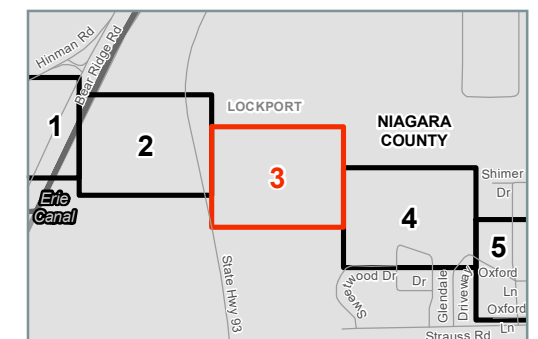 Hinman Rd
Bear Ridge Rd
LOCKPORT
NIAGARA
COUNTY
1
2
3
4
5
Erie
Canal
Shimer
Dr
State Hwy 93
Sweetwood Dr
Dr
Glendale
Driveway
Oxford
Ln
Oxford
Ln
Strauss Rd